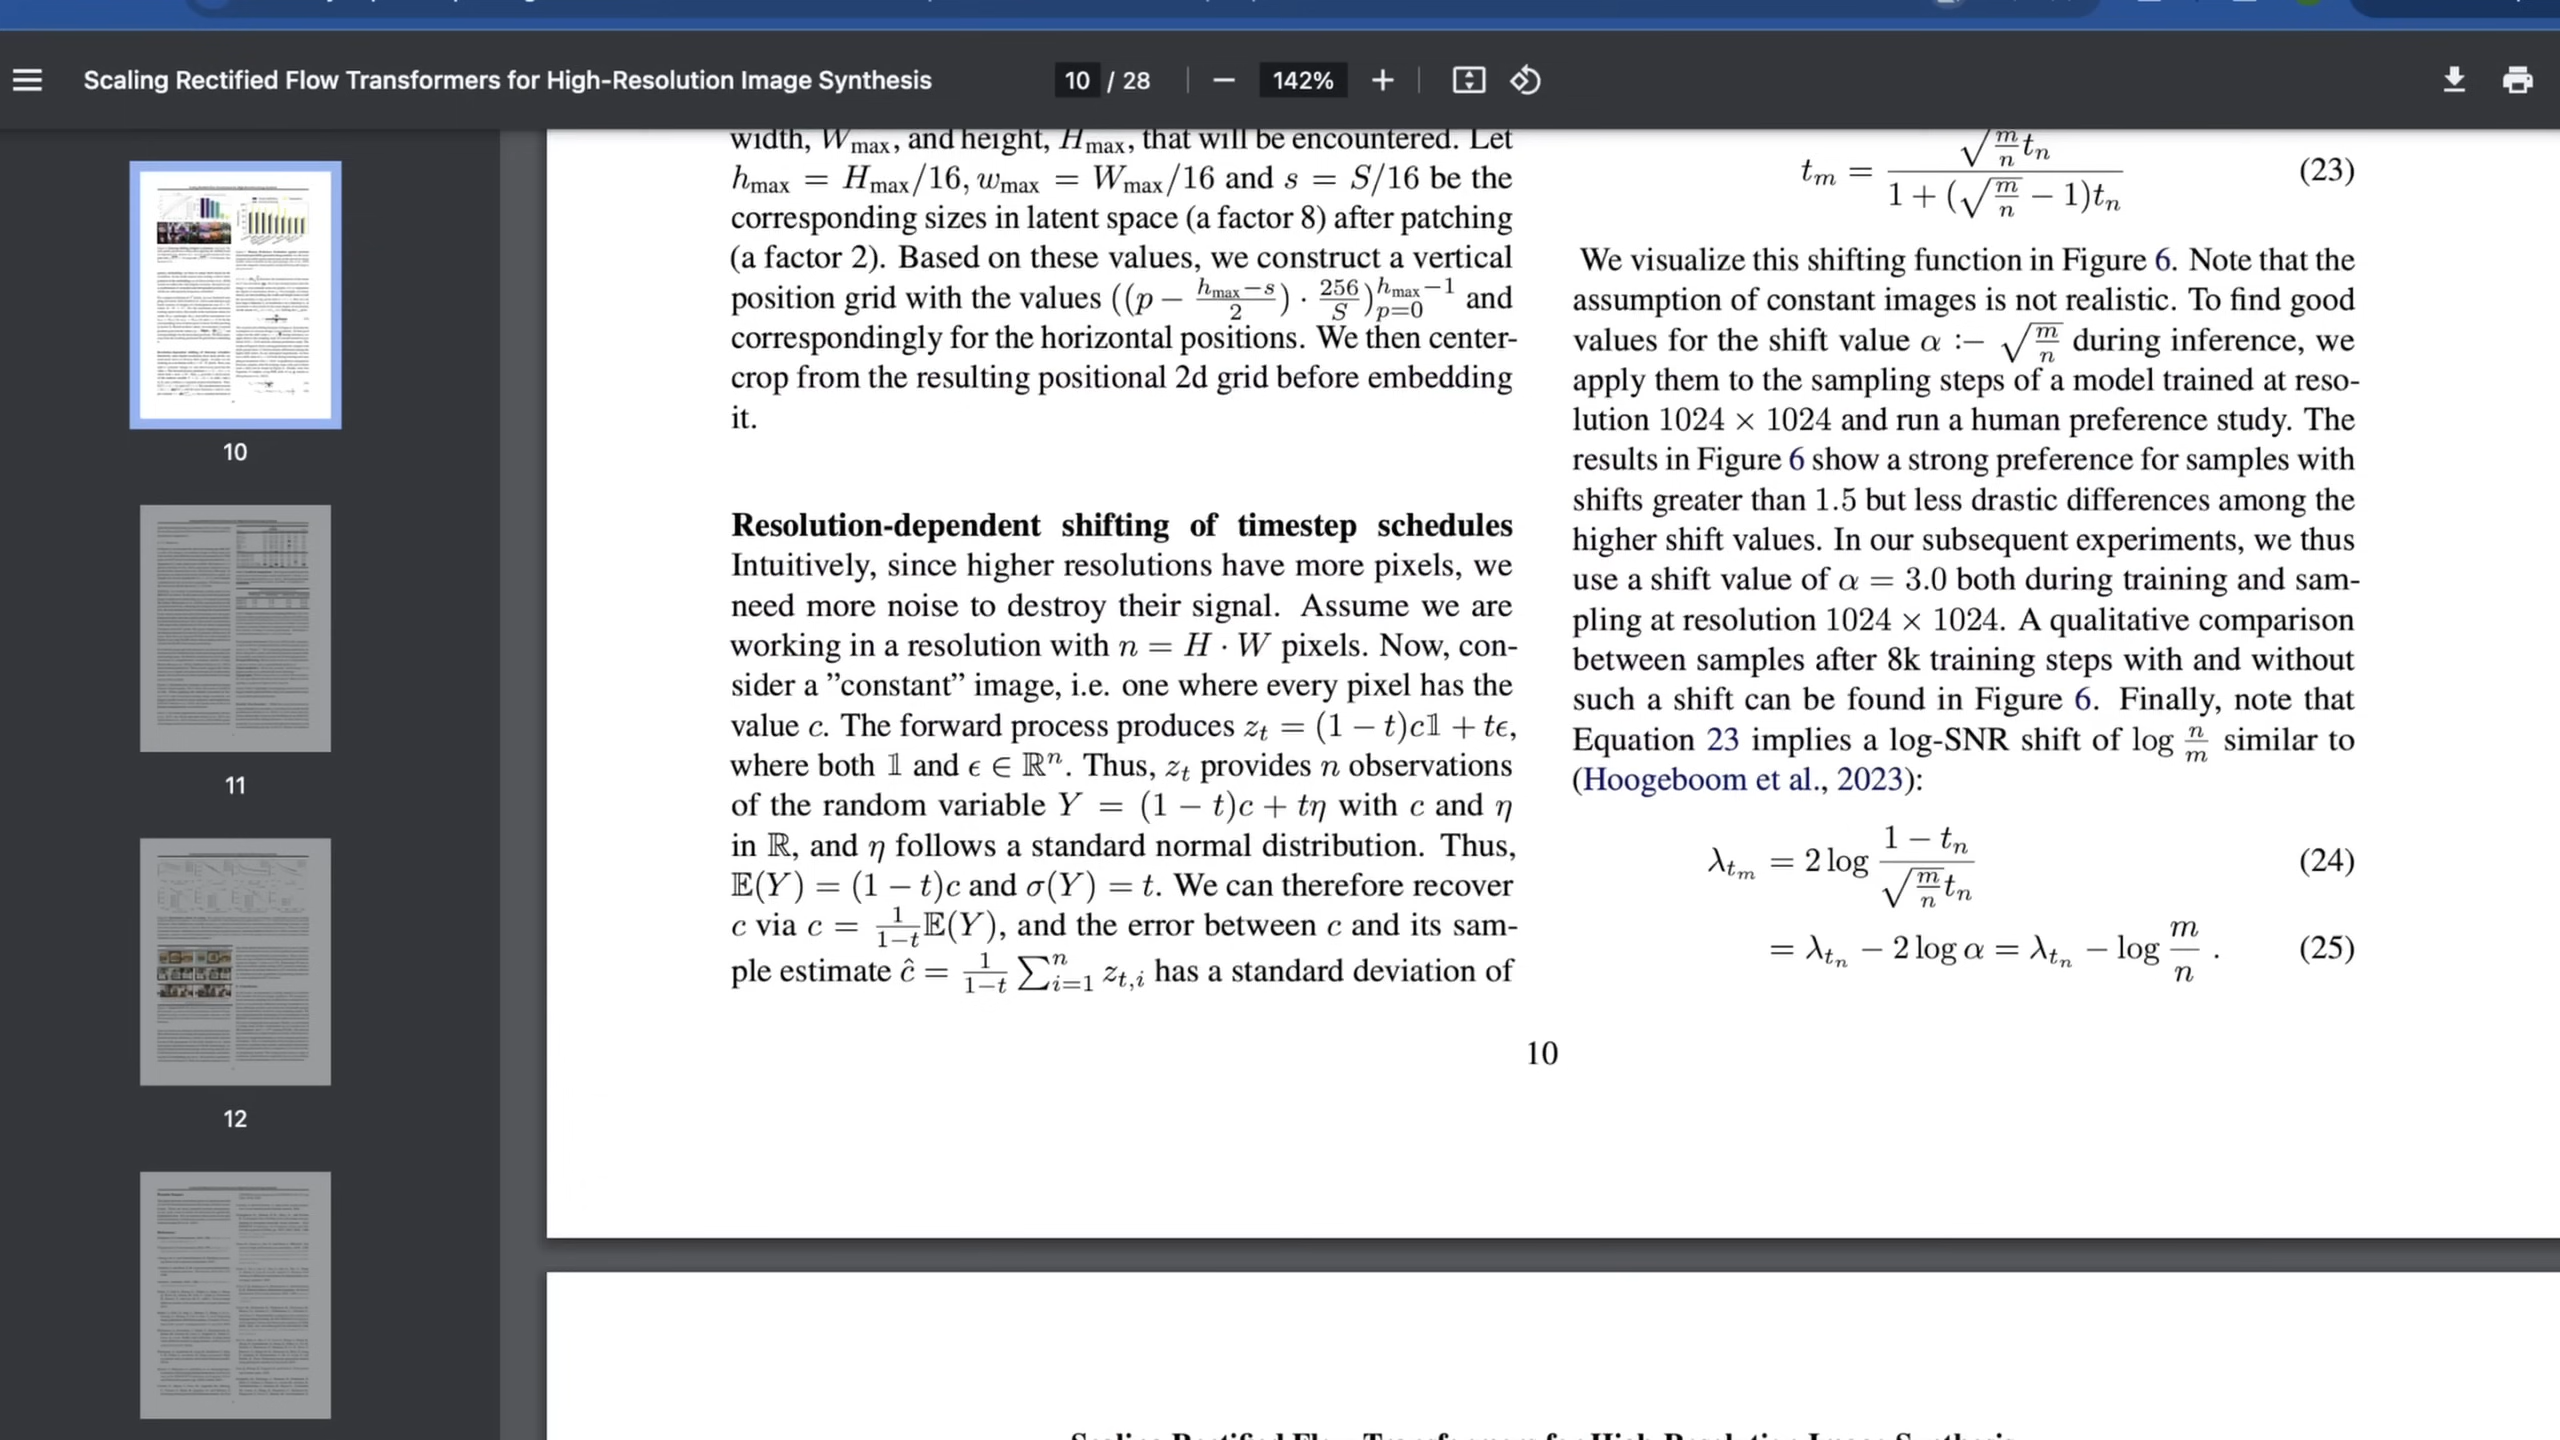 Scaling Rectified Flow Transformers for High-Resolution Image Synthesis
10 / 28
142%
10
11
12
width, W_max, and height, H_max, that will be encountered. Let
h_max = H_max/16, w_max = W_max/16 and s = S/16 be the
corresponding sizes in latent space (a factor 8) after patching
(a factor 2). Based on these values, we construct a vertical
position grid with the values ((p − (h_max−s)/2) · 256/S)_{p=0}^{h_max−1} and
correspondingly for the horizontal positions. We then center-
crop from the resulting positional 2d grid before embedding
it.
Resolution-dependent shifting of timestep schedules
Intuitively, since higher resolutions have more pixels, we
need more noise to destroy their signal. Assume we are
working in a resolution with n = H · W pixels. Now, con-
sider a ”constant” image, i.e. one where every pixel has the
value c. The forward process produces z_t = (1 − t)c𝟙 + tϵ,
where both 𝟙 and ϵ ∈ ℝ^n. Thus, z_t provides n observations
of the random variable Y = (1 − t)c + tη with c and η
in ℝ, and η follows a standard normal distribution. Thus,
𝔼(Y) = (1 − t)c and σ(Y) = t. We can therefore recover
c via c = 1/(1−t) 𝔼(Y), and the error between c and its sam-
ple estimate ĉ = 1/(1−t) ∑_{i=1}^{n} z_{t,i} has a standard deviation of
t_m = (√(m/n) t_n) / (1 + (√(m/n) − 1)t_n) (23)
We visualize this shifting function in Figure 6. Note that the
assumption of constant images is not realistic. To find good
values for the shift value α :− √(m/n) during inference, we
apply them to the sampling steps of a model trained at reso-
lution 1024 × 1024 and run a human preference study. The
results in Figure 6 show a strong preference for samples with
shifts greater than 1.5 but less drastic differences among the
higher shift values. In our subsequent experiments, we thus
use a shift value of α = 3.0 both during training and sam-
pling at resolution 1024 × 1024. A qualitative comparison
between samples after 8k training steps with and without
such a shift can be found in Figure 6. Finally, note that
Equation 23 implies a log-SNR shift of log n/m similar to
(Hoogeboom et al., 2023):
λ_{t_m} = 2 log (1 − t_n) / (√(m/n) t_n) (24)
= λ_{t_n} − 2 log α = λ_{t_n} − log m/n . (25)
10
Scaling Rectified Flow Transformers for High-Resolution Image Synthesis